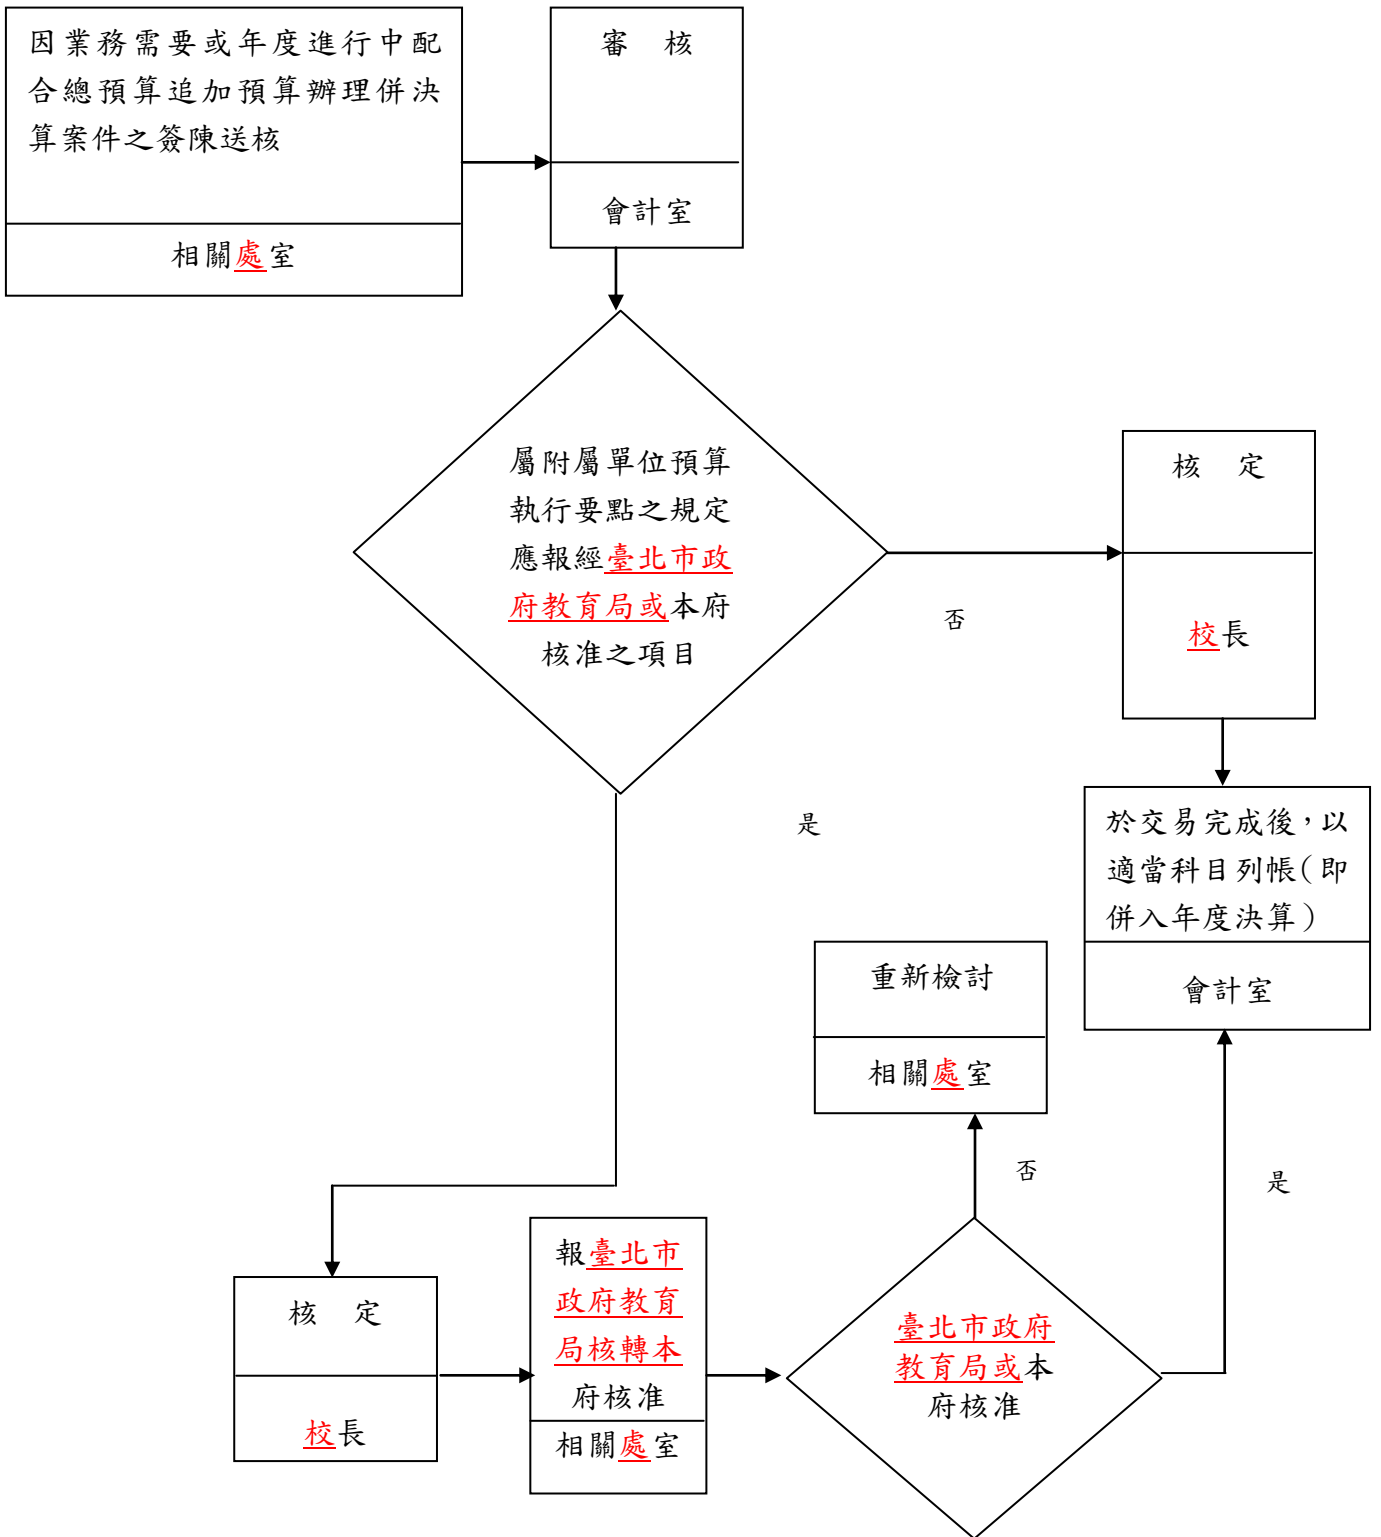 因業務需要或年度進行中配
合總預算追加預算辦理併決
算案件之簽陳送核
相關處室
審　核
會計室
屬附屬單位預算
執行要點之規定
應報經臺北市政
府教育局或本府
核准之項目
否
核　定
校長
是
於交易完成後，以
適當科目列帳（即
併入年度決算）
會計室
重新檢討
相關處室
否
是
核　定
校長
報臺北市
政府教育
局核轉本
府核准
相關處室
臺北市政府
教育局或本
府核准